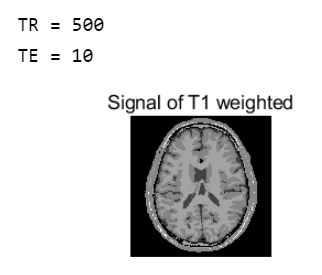 TR = 500
TE = 10
Signal of T1 weighted